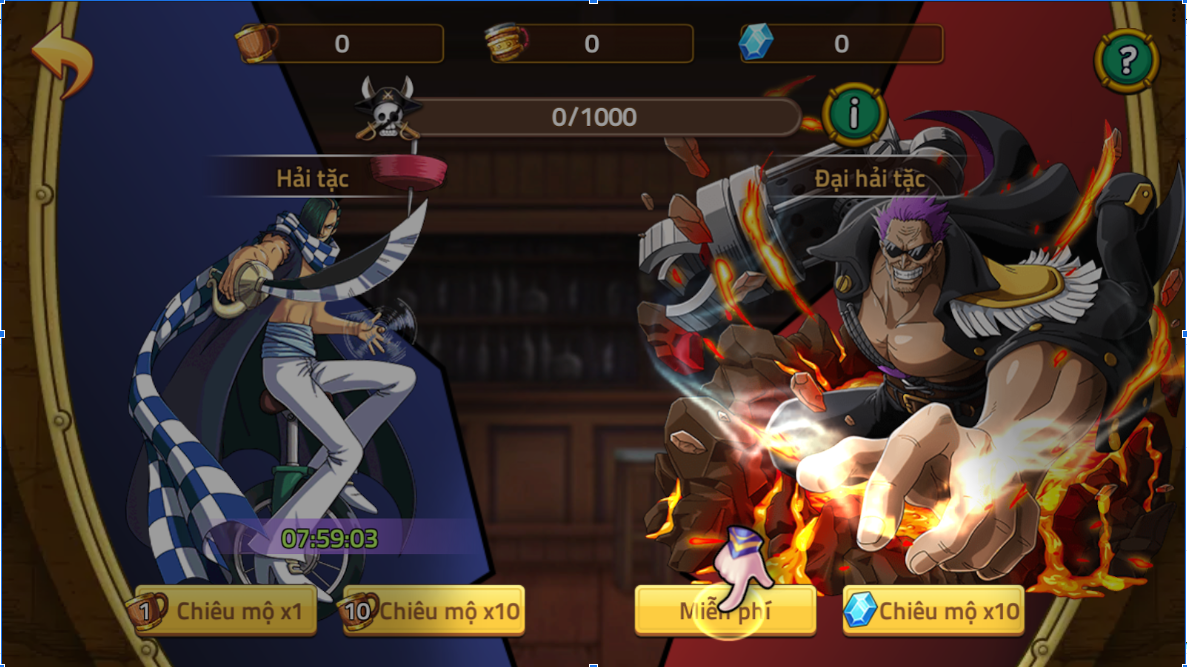 0
0
0
?
0/1000
i
Hải tặc
Đại hải tặc
07:59:03
1 Chiêu mộ x1
10 Chiêu mộ x10
Miễn phí
Chiêu mộ x10